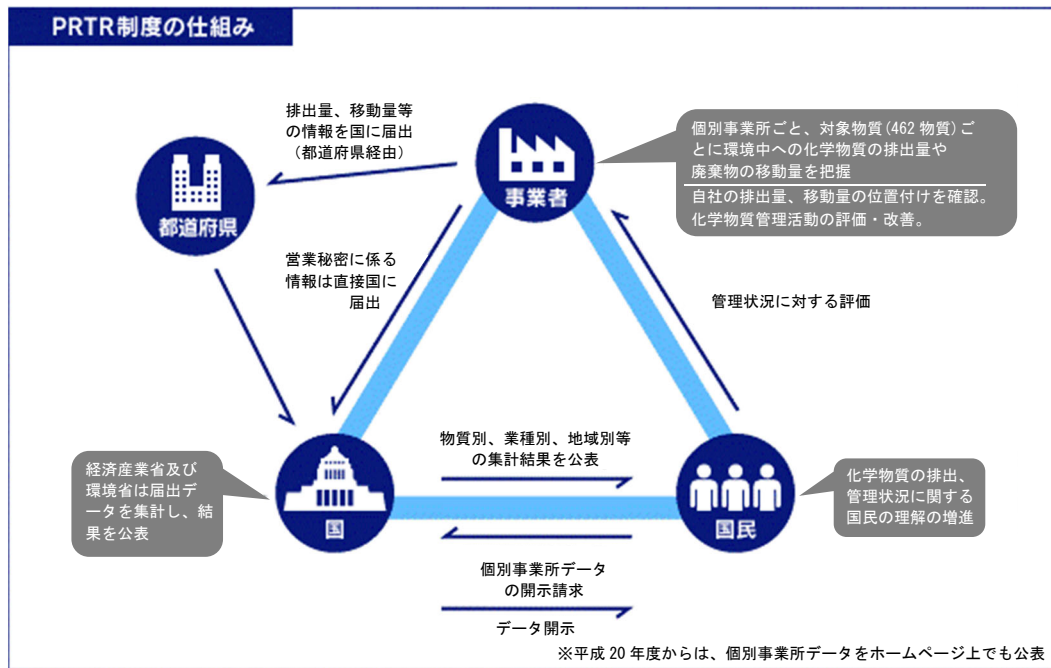 PRTR制度の仕組み
排出量、移動量等
の情報を国に届出
（都道府県経由）
事業者
個別事業所ごと、対象物質(462 物質)ご
とに環境中への化学物質の排出量や
廃棄物の移動量を把握
自社の排出量、移動量の位置付けを確認。
化学物質管理活動の評価・改善。
都道府県
営業秘密に係る
情報は直接国に
届出
管理状況に対する評価
物質別、業種別、地域別等
の集計結果を公表
経済産業省及び
環境省は届出デ
ータを集計し、結
果を公表
国
国民
化学物質の排出、
管理状況に関する
国民の理解の増進
個別事業所データ
の開示請求
データ開示
※平成 20 年度からは、個別事業所データをホームページ上でも公表